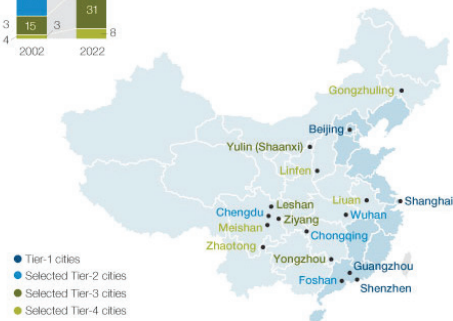 31
3
15
3
4
8
2002
2022
Gongzhuling
Beijing
Yulin (Shaanxi)
Linfen
Leshan
Liuan
Shanghai
Chengdu
Ziyang
Wuhan
Meishan
Chongqing
Zhaotong
Yongzhou
Guangzhou
Foshan
Shenzhen
Tier-1 cities
Selected Tier-2 cities
Selected Tier-3 cities
Selected Tier-4 cities